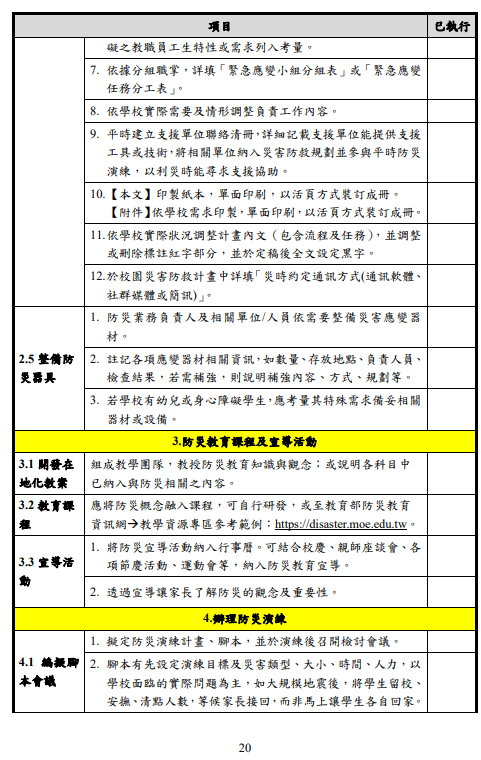 項目 已執行
礙之教職員工生特性或需求列入考量。
7. 依據分組職掌，詳填「緊急應變小組分組表」或「緊急應變
任務分工表」。
8. 依學校實際需要及情形調整負責工作內容。
9. 平時建立支援單位聯絡清冊，詳細記載支援單位能提供支援
工具或技術，將相關單位納入災害防救規劃並參與平時防災
演練，以利災時能尋求支援協助。
10.【本文】印製紙本，單面印刷，以活頁方式裝訂成冊。
【附件】依學校需求印製，單面印刷，以活頁方式裝訂成冊。
11.依學校實際狀況調整計畫內文（包含流程及任務），並調整
或刪除標註紅字部分，並於定稿後全文設定黑字。
12.於校園災害防救計畫中詳填「災時約定通訊方式(通訊軟體、
社群媒體或簡訊)」。
2.5 整備防
災器具
1. 防災業務負責人及相關單位/人員依需要整備災害應變器
材。
2. 註記各項應變器材相關資訊，如數量、存放地點、負責人員、
檢查結果，若需補強，則說明補強內容、方式、規劃等。
3. 若學校有幼兒或身心障礙學生，應考量其特殊需求備妥相關
器材或設備。
3.防災教育課程及宣導活動
3.1 開發在
地化教案
組成教學團隊，教授防災教育知識與觀念；或說明各科目中
已納入與防災相關之內容。
3.2 教育課
程
應將防災概念融入課程，可自行研發，或至教育部防災教育
資訊網→教學資源專區參考範例：https://disaster.moe.edu.tw。
3.3 宣導活
動
1. 將防災宣導活動納入行事曆。可結合校慶、親師座談會、各
項節慶活動、運動會等，納入防災教育宣導。
2. 透過宣導讓家長了解防災的觀念及重要性。
4.辦理防災演練
4.1 編擬腳
本會議
1. 擬定防災演練計畫、腳本，並於演練後召開檢討會議。
2. 腳本有先設定演練目標及災害類型、大小、時間、人力，以
學校面臨的實際問題為主，如大規模地震後，將學生留校、
安撫、清點人數，等候家長接回，而非馬上讓學生各自回家。
20